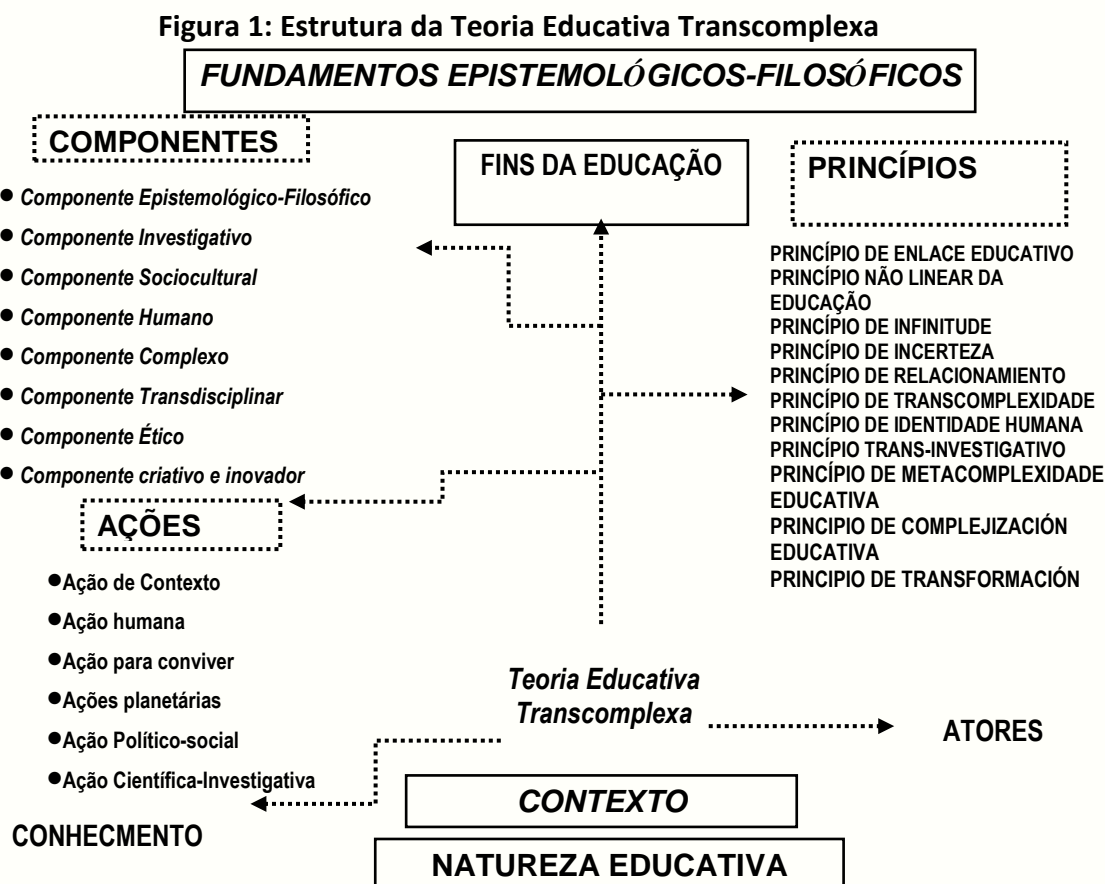 Figura 1: Estrutura da Teoria Educativa Transcomplexa
FUNDAMENTOS EPISTEMOLÓGICOS-FILOSÓFICOS
COMPONENTES
● Componente Epistemológico-Filosófico
● Componente Investigativo
● Componente Sociocultural
● Componente Humano
● Componente Complexo
● Componente Transdisciplinar
● Componente Ético
● Componente criativo e inovador
FINS DA EDUCAÇÃO
PRINCÍPIOS
PRINCÍPIO DE ENLACE EDUCATIVO
PRINCÍPIO NÃO LINEAR DA
EDUCAÇÃO
PRINCÍPIO DE INFINITUDE
PRINCÍPIO DE INCERTEZA
PRINCÍPIO DE RELACIONAMIENTO
PRINCÍPIO DE TRANSCOMPLEXIDADE
PRINCÍPIO DE IDENTIDADE HUMANA
PRINCÍPIO TRANS-INVESTIGATIVO
PRINCÍPIO DE METACOMPLEXIDADE
EDUCATIVA
PRINCIPIO DE COMPLEJIZACIÓN
EDUCATIVA
PRINCIPIO DE TRANSFORMACIÓN
AÇÕES
●Ação de Contexto
●Ação humana
●Ação para conviver
●Ações planetárias
●Ação Político-social
●Ação Científica-Investigativa
Teoria Educativa
Transcomplexa
ATORES
CONHECMENTO
CONTEXTO
NATUREZA EDUCATIVA